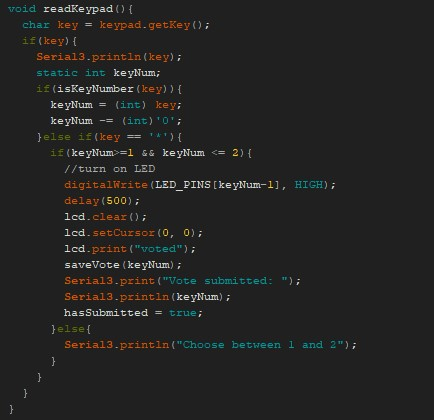 void readKeypad(){
  char key = keypad.getKey();
  if(key){
    Serial3.println(key);
    static int keyNum;
    if(isKeyNumber(key)){
      keyNum = (int) key;
      keyNum -= (int)'0';
    }else if(key == '*'){
      if(keyNum>=1 && keyNum <= 2){
        //turn on LED
        digitalWrite(LED_PINS[keyNum-1], HIGH);
        delay(500);
        lcd.clear();
        lcd.setCursor(0, 0);
        lcd.print("voted");
        saveVote(keyNum);
        Serial3.print("Vote submitted: ");
        Serial3.println(keyNum);
        hasSubmitted = true;
      }else{
        Serial3.println("Choose between 1 and 2");
      }
    }
  }
}